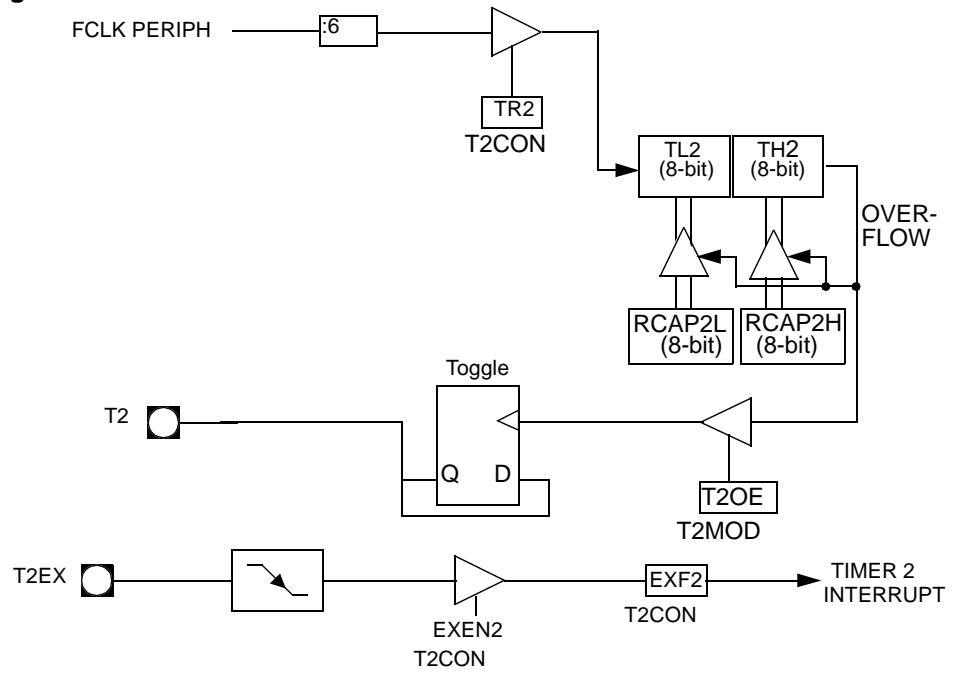 FCLK PERIPH
:6
TR2
T2CON
TL2
(8-bit)
TH2
(8-bit)
OVER-
FLOW
RCAP2L
(8-bit)
RCAP2H
(8-bit)
Toggle
T2
Q
D
T2OE
T2MOD
T2EX
EXEN2
T2CON
EXF2
T2CON
TIMER 2
INTERRUPT